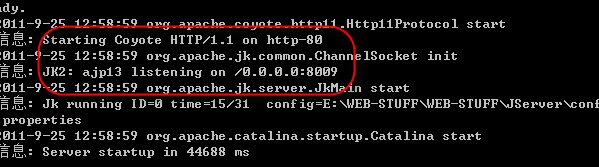 ady.
2011-9-25 12:58:59 org.apache.coyote.http11.Http11Protocol start
信息: Starting Coyote HTTP/1.1 on http-80
2011-9-25 12:58:59 org.apache.jk.common.ChannelSocket init
信息: JK2: ajp13 listening on /0.0.0.0:8009
2011-9-25 12:58:59 org.apache.jk.server.JkMain start
信息: Jk running ID=0 time=15/31  config=E:\WEB-STUFF\WEB-STUFF\JServer\conf
properties
2011-9-25 12:58:59 org.apache.catalina.startup.Catalina start
信息: Server startup in 44688 ms